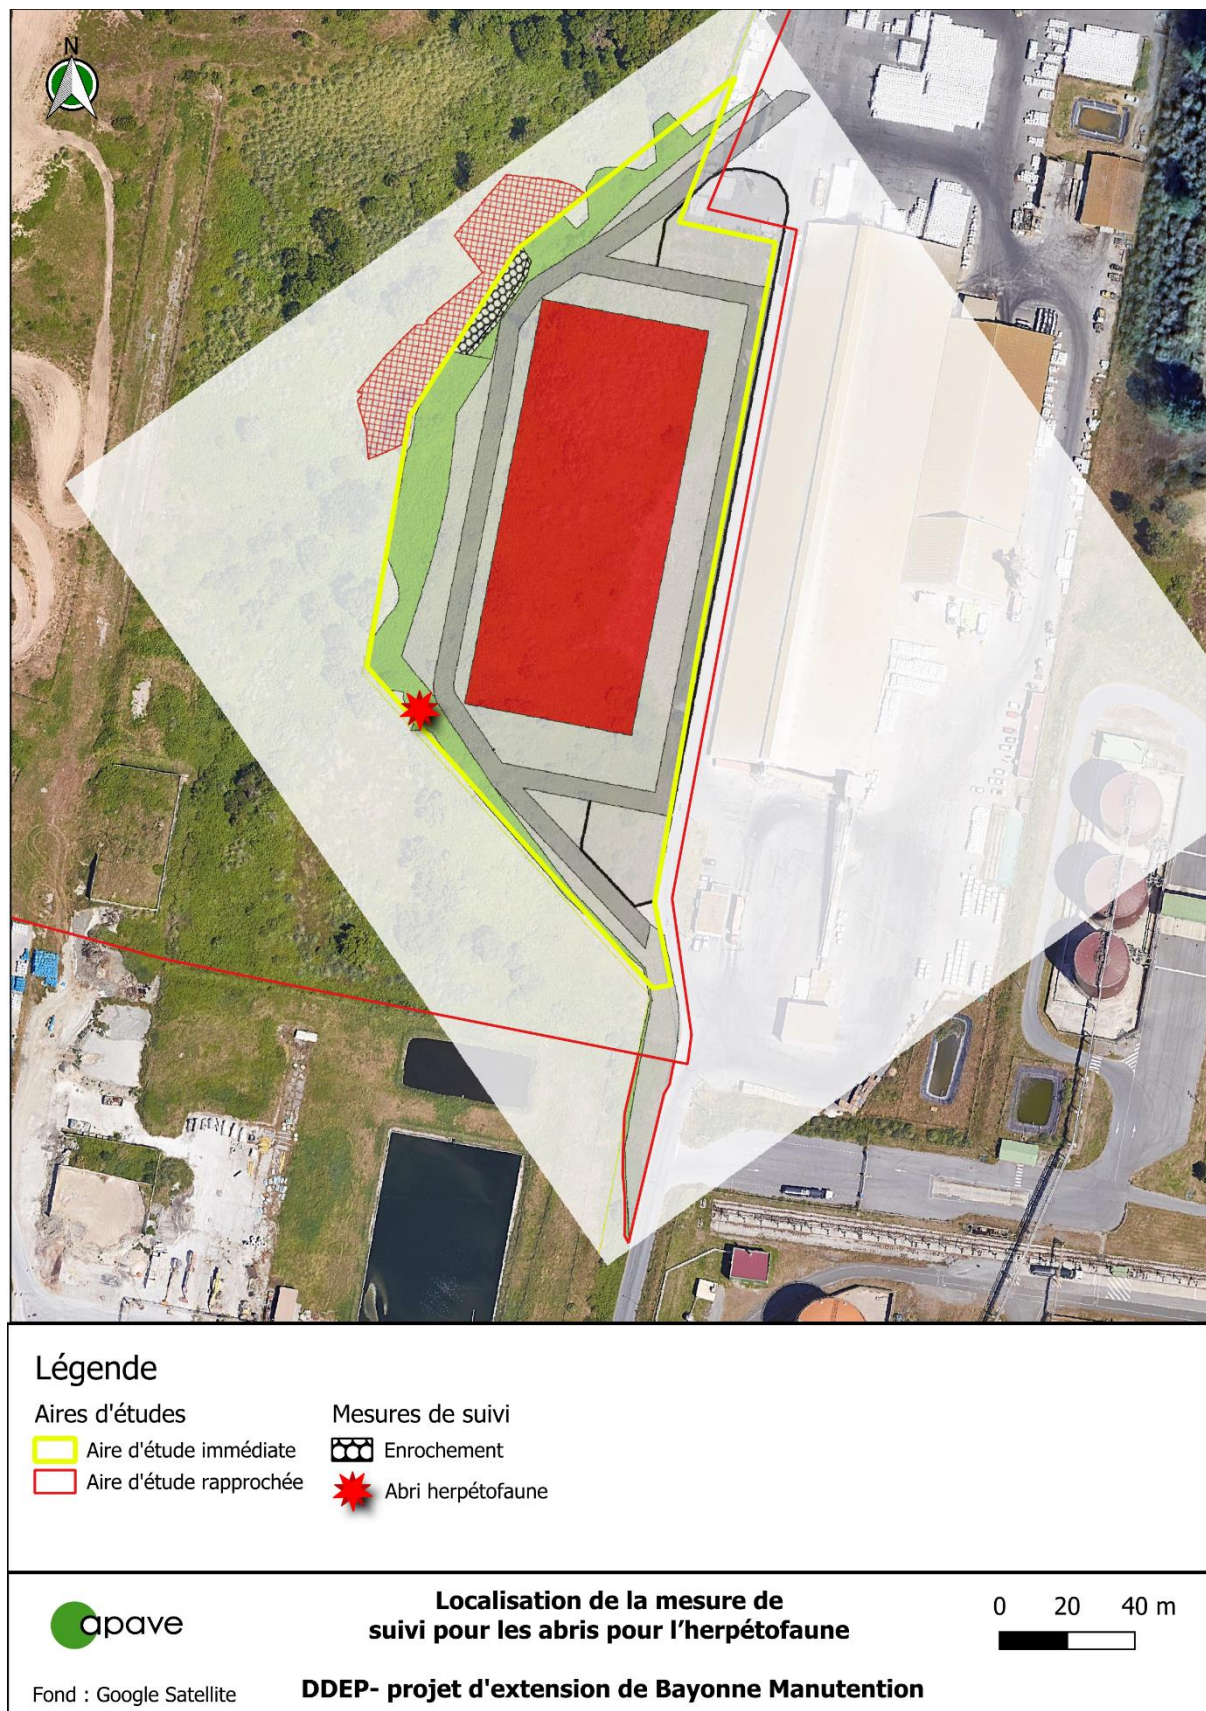 N
Légende
Aires d'études
Aire d'étude immédiate
Aire d'étude rapprochée
Mesures de suivi
Enrochement
Abri herpétofaune
apave
Fond : Google Satellite
Localisation de la mesure de
suivi pour les abris pour l'herpétofaune
DDEP- projet d'extension de Bayonne Manutention
0 20 40 m